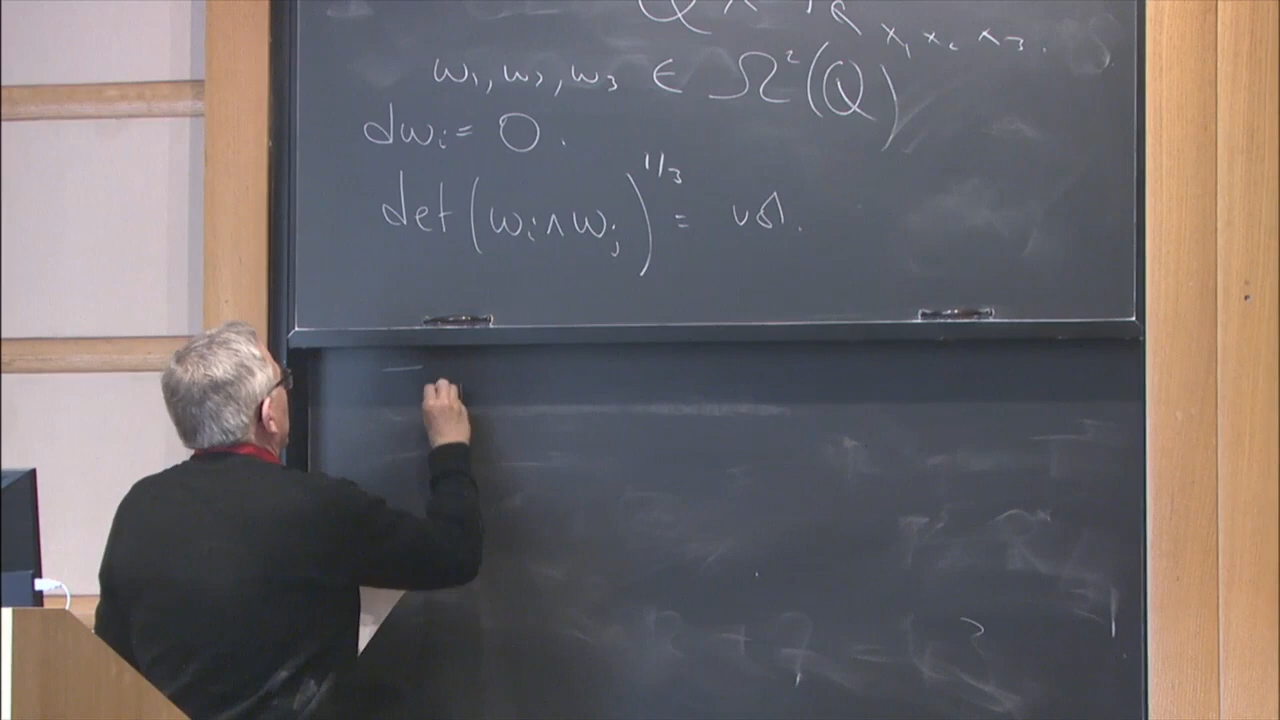 Q × ℝ x₁ x₂ x₃.
ω₁, ω₂, ω₃ ∈ Ω²(Q)
dωᵢ = 0.
det(ωᵢ∧ωⱼ)^{1/3} = vol.